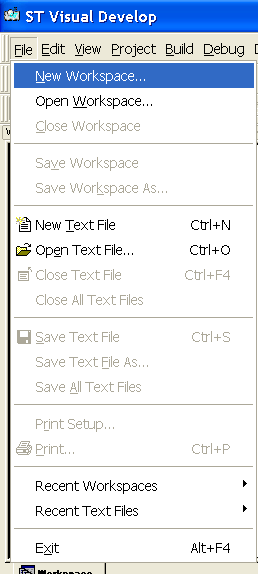 ST Visual Develop
File Edit View Project Build Debug
New Workspace...
Open Workspace...
Close Workspace
Save Workspace
Save Workspace As...
New Text File Ctrl+N
Open Text File... Ctrl+O
Close Text File Ctrl+F4
Close All Text Files
Save Text File Ctrl+S
Save Text File As...
Save All Text Files
Print Setup...
Print... Ctrl+P
Recent Workspaces
Recent Text Files
Exit Alt+F4
Workspace